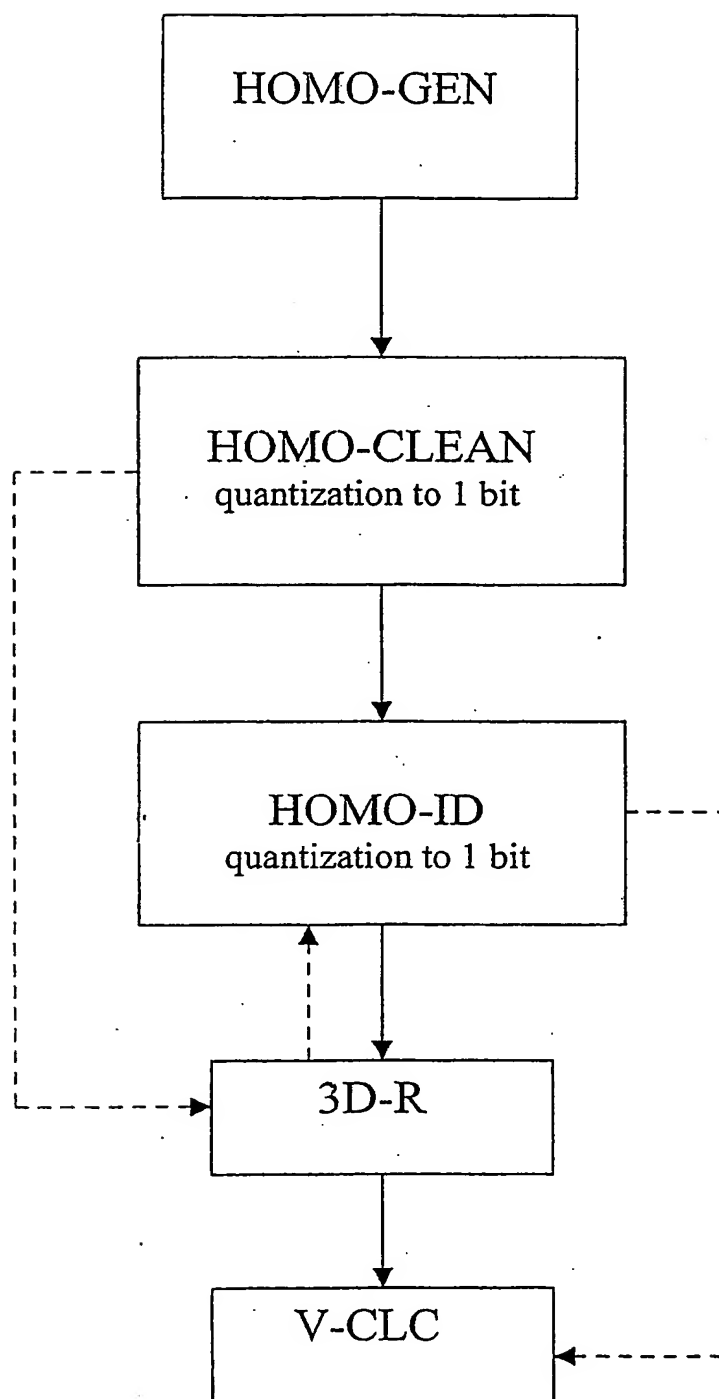 HOMO-GEN
HOMO-CLEAN
quantization to 1 bit
HOMO-ID
quantization to 1 bit
3D-R
V-CLC